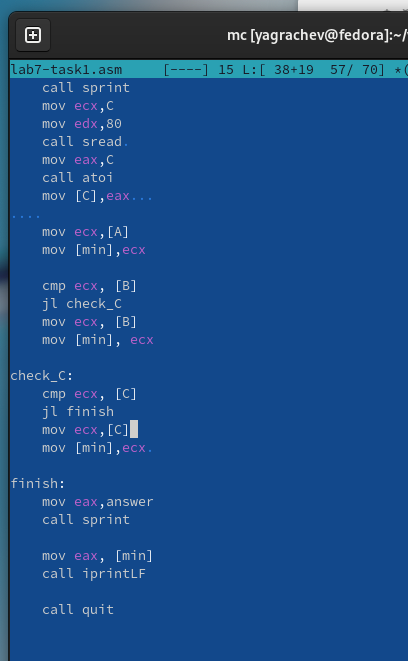 mc [yagrachev@fedora]:~/
lab7-task1.asm [----] 15 L:[ 38+19 57/ 70] *(
call sprint
mov ecx,C
mov edx,80
call sread.
mov eax,C
call atoi
mov [C],eax...
....
mov ecx,[A]
mov [min],ecx
cmp ecx, [B]
jl check_C
mov ecx, [B]
mov [min], ecx
check_C:
cmp ecx, [C]
jl finish
mov ecx,[C]
mov [min],ecx.
finish:
mov eax,answer
call sprint
mov eax, [min]
call iprintLF
call quit